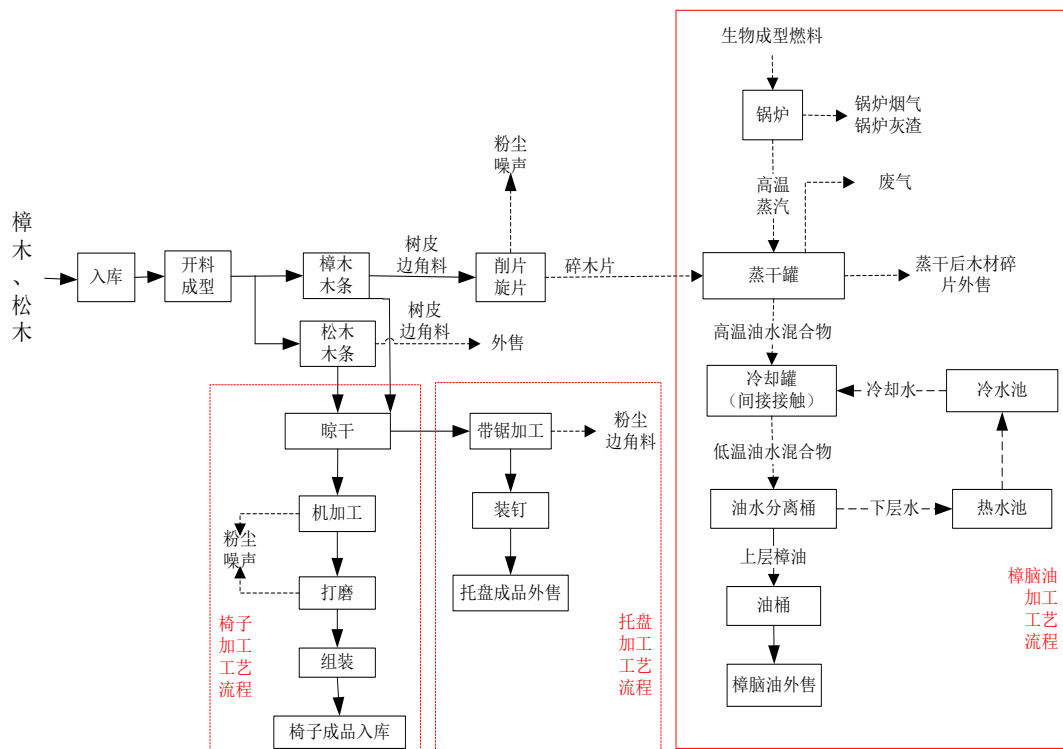 樟
木
、
松
木
入库
开料
成型
樟木
木条
树皮
边角料
削片
旋片
粉尘
噪声
碎木片
松木
木条
树皮
边角料
外售
晾干
机加工
粉尘
噪声
打磨
组装
椅子成品入库
椅子
加工
工艺
流程
带锯加工
粉尘
边角料
装钉
托盘成品外售
托盘
加工
工艺
流程
生物成型燃料
锅炉
锅炉烟气
锅炉灰渣
高温
蒸汽
废气
蒸干罐
蒸干后木材碎
片外售
高温油水混合物
冷却罐
（间接接触）
冷却水
冷水池
低温油水混合物
油水分离桶
下层水
热水池
上层樟油
油桶
樟脑油外售
樟脑油
加工
工艺
流程